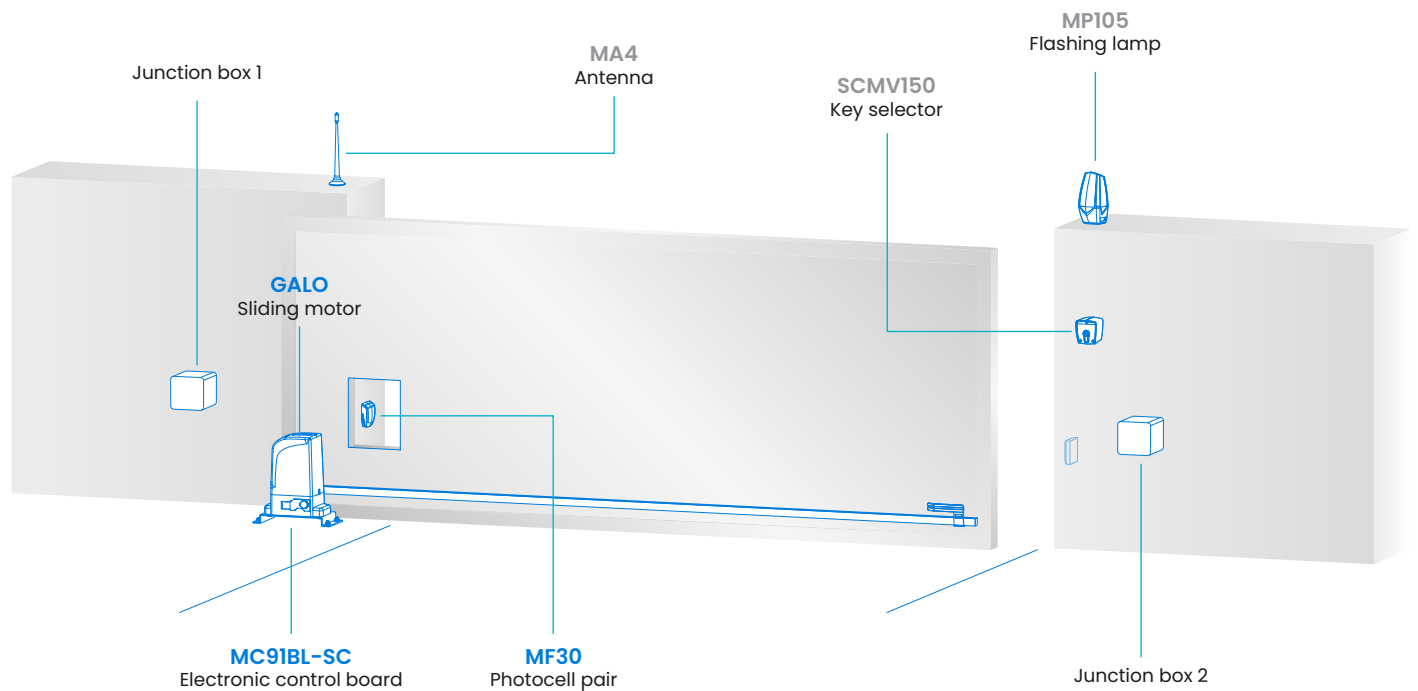 MP105
Flashing lamp
MA4
Antenna
Junction box 1
SCMV150
Key selector
GALO
Sliding motor
MC91BL-SC
Electronic control board
MF30
Photocell pair
Junction box 2